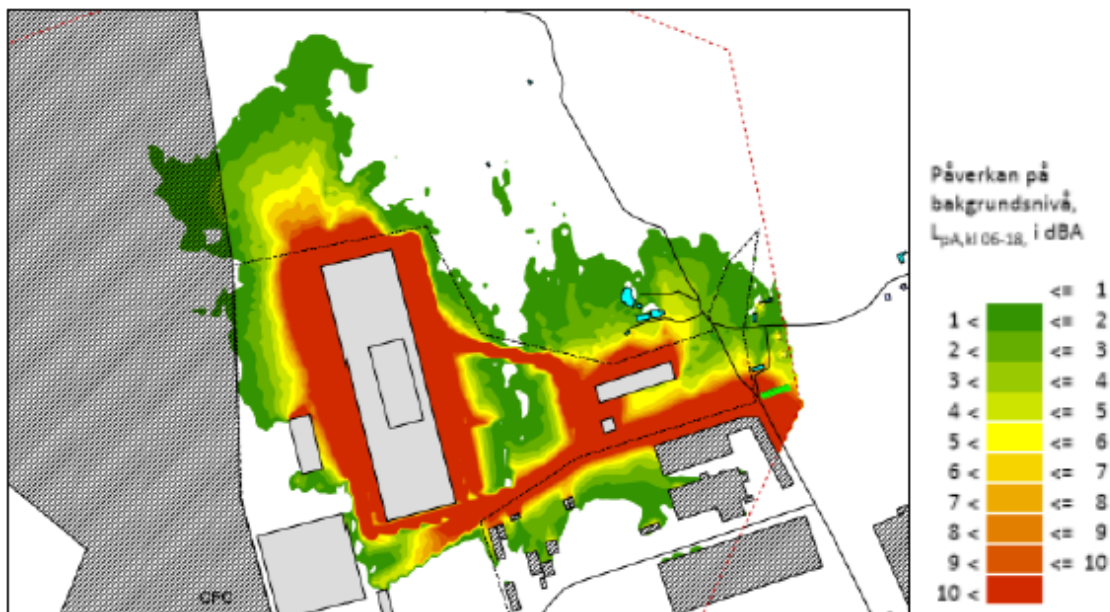 Påverkan på
bakgrundsnivå,
LpA,kl 06-18, i dBA
<= 1
1 < <= 2
2 < <= 3
3 < <= 4
4 < <= 5
5 < <= 6
6 < <= 7
7 < <= 8
8 < <= 9
9 < <= 10
10 <
CFC